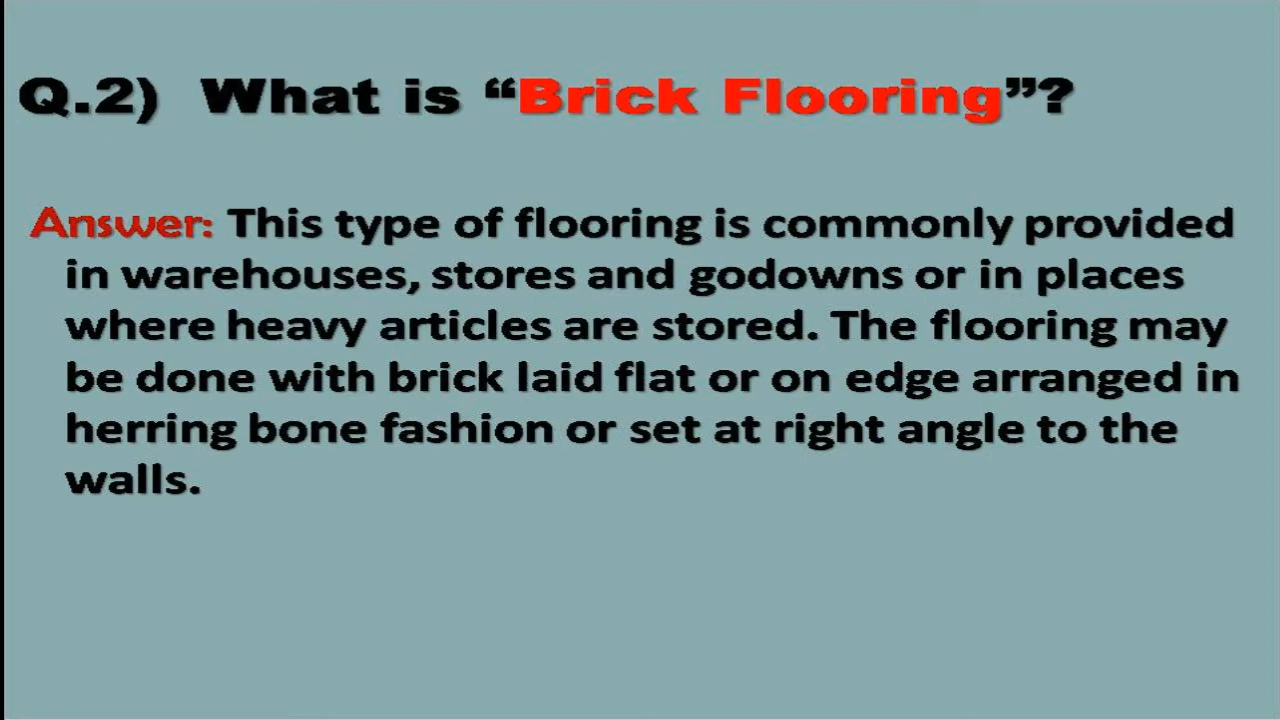 Q.2) What is “Brick Flooring”?
Answer: This type of flooring is commonly provided
in warehouses, stores and godowns or in places
where heavy articles are stored. The flooring may
be done with brick laid flat or on edge arranged in
herring bone fashion or set at right angle to the
walls.